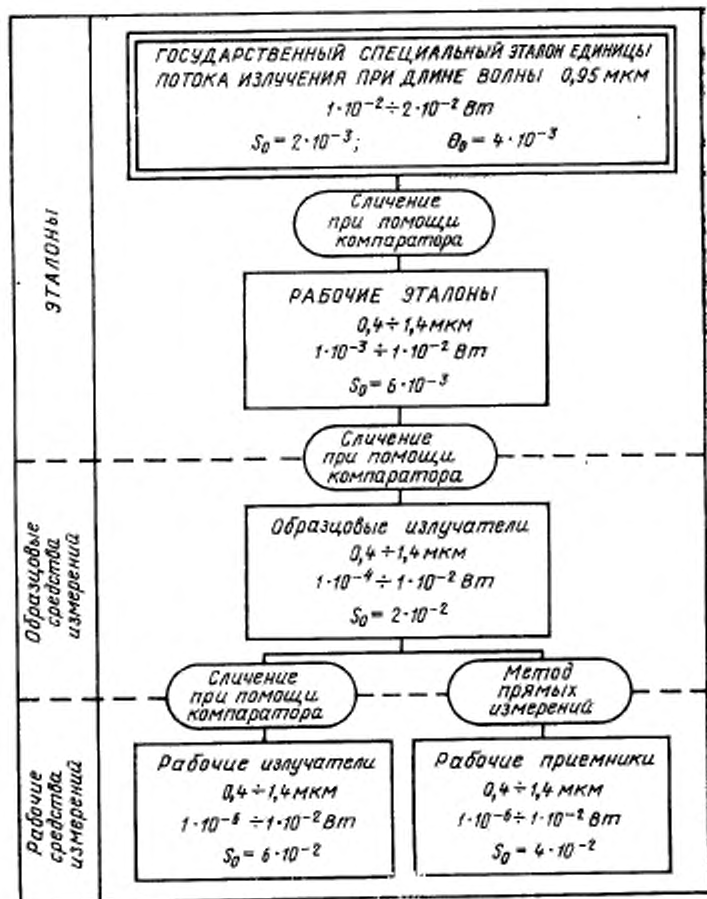 ЭТАЛОНЫ
ГОСУДАРСТВЕННЫЙ СПЕЦИАЛЬНЫЙ ЭТАЛОН ЕДИНИЦЫ
ПОТОКА ИЗЛУЧЕНИЯ ПРИ ДЛИНЕ ВОЛНЫ 0,95 МКМ
1·10⁻² ÷ 2·10⁻² Вт
S₀ = 2·10⁻³; Θ₀ = 4·10⁻³
Сличение
при помощи
компаратора
РАБОЧИЕ ЭТАЛОНЫ
0,4 ÷ 1,4 мкм
1·10⁻³ ÷ 1·10⁻² Вт
S₀ = 6·10⁻³
Сличение
при помощи
компаратора
Образцовые
средства
измерений
Образцовые излучатели
0,4 ÷ 1,4 мкм
1·10⁻⁴ ÷ 1·10⁻² Вт
S₀ = 2·10⁻²
Сличение
при помощи
компаратора
Метод
прямых
измерений
Рабочие
средства
измерений
Рабочие излучатели
0,4 ÷ 1,4 мкм
1·10⁻⁶ ÷ 1·10⁻² Вт
S₀ = 6·10⁻²
Рабочие приемники
0,4 ÷ 1,4 мкм
1·10⁻⁶ ÷ 1·10⁻² Вт
S₀ = 4·10⁻²